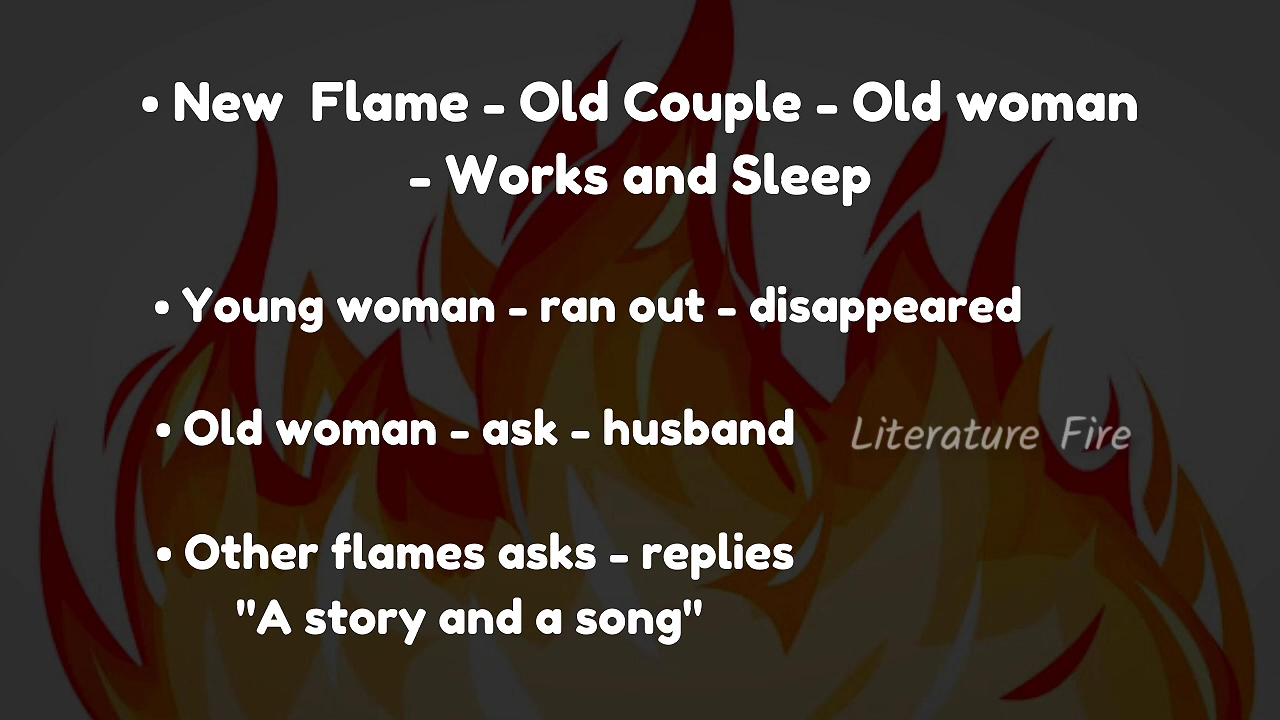 • New Flame - Old Couple - Old woman
- Works and Sleep
• Young woman - ran out - disappeared
• Old woman - ask - husband
Literature Fire
• Other flames asks - replies
"A story and a song"